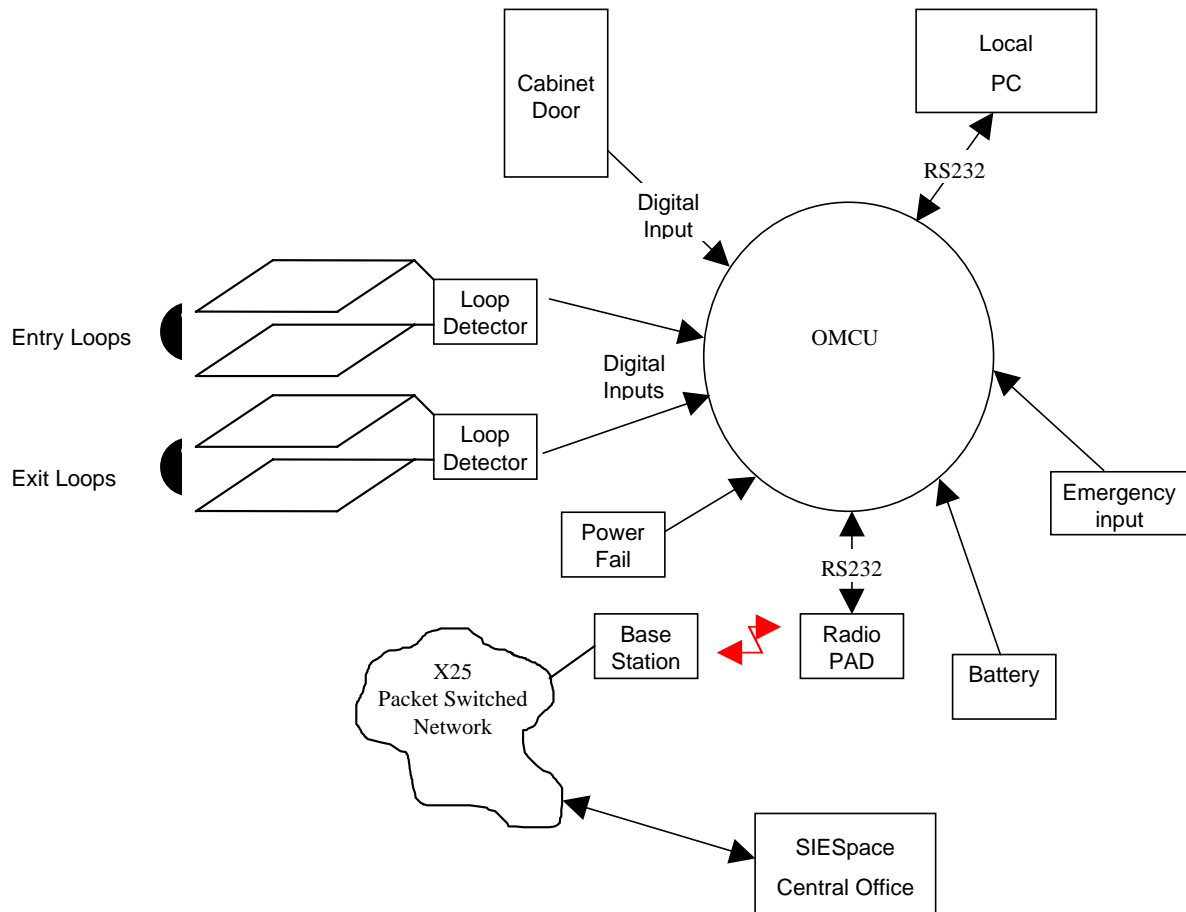 Local
PC
Cabinet
Door
RS232
Digital
Input
Loop
Detector
Entry Loops
OMCU
Digital
Inputs
Loop
Detector
Exit Loops
Emergency
input
Power
Fail
RS232
Base
Station
Radio
PAD
Battery
X25
Packet Switched
Network
SIESpace
Central Office